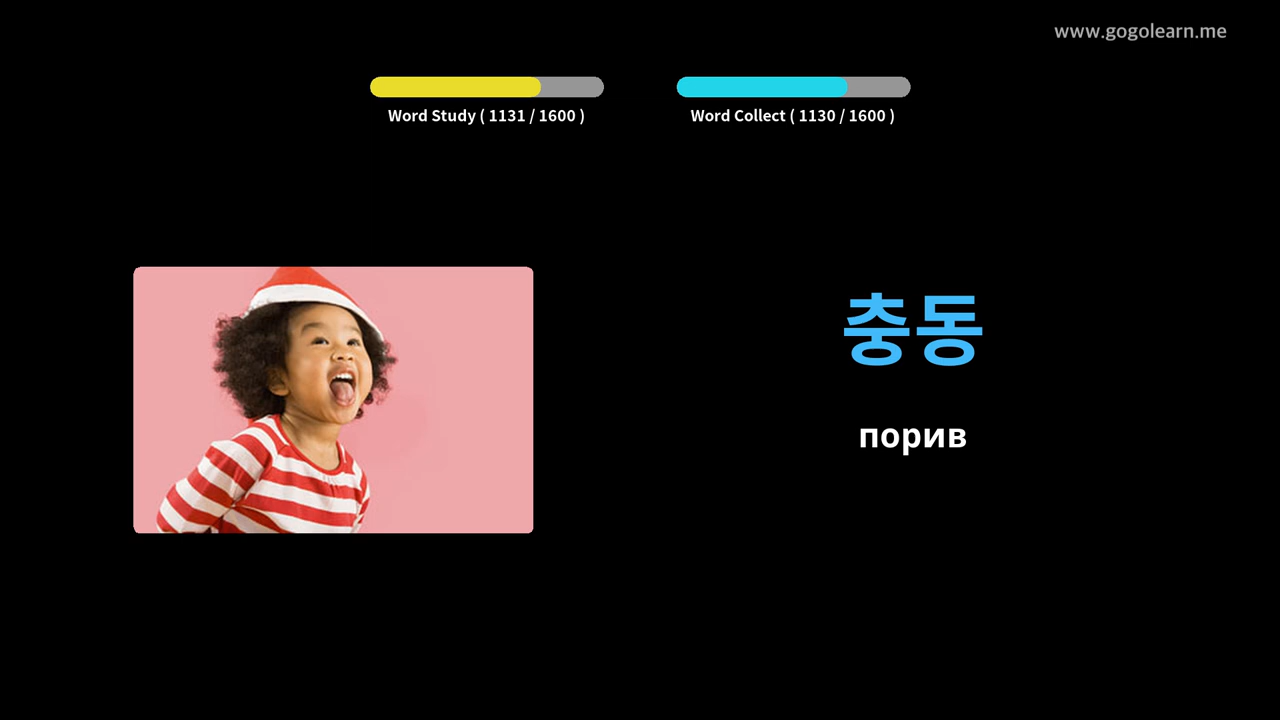 www.gogolearn.me
Word Study ( 1131 / 1600 )
Word Collect ( 1130 / 1600 )
충동
порив